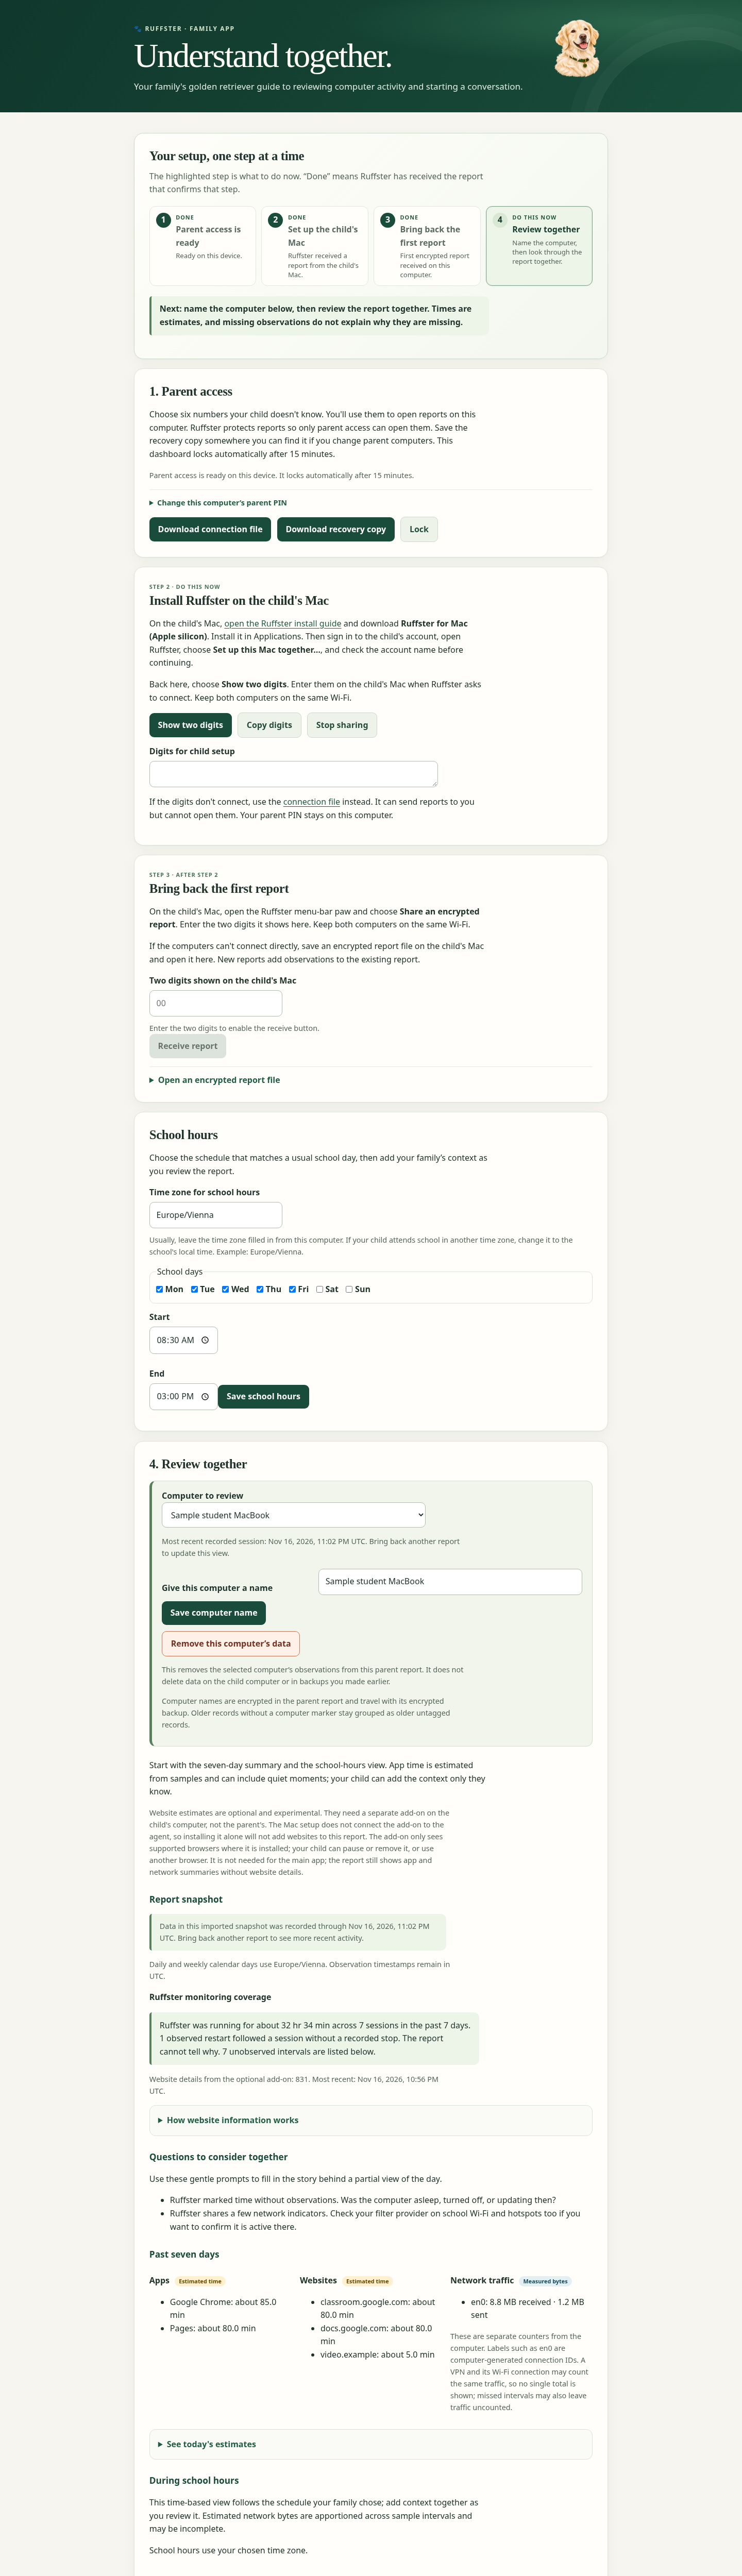 🐾 RUFFSTER · FAMILY APP
Understand together.
Your family's golden retriever guide to reviewing computer activity and starting a conversation.
Your setup, one step at a time
The highlighted step is what to do now. “Done” means Ruffster has received the report
that confirms that step.
1
DONE
Parent access is
ready
Ready on this device.
2
DONE
Set up the child's
Mac
Ruffster received a
report from the child's
Mac.
3
DONE
Bring back the
first report
First encrypted report
received on this
computer.
4
DO THIS NOW
Review together
Name the computer,
then look through the
report together.
Next: name the computer below, then review the report together. Times are
estimates, and missing observations do not explain why they are missing.
1. Parent access
Choose six numbers your child doesn't know. You'll use them to open reports on this
computer. Ruffster protects reports so only parent access can open them. Save the
recovery copy somewhere you can find it if you change parent computers. This
dashboard locks automatically after 15 minutes.
Parent access is ready on this device. It locks automatically after 15 minutes.
▶ Change this computer's parent PIN
Download connection file
Download recovery copy
Lock
STEP 2 · DO THIS NOW
Install Ruffster on the child's Mac
On the child's Mac, open the Ruffster install guide and download Ruffster for Mac
(Apple silicon). Install it in Applications. Then sign in to the child's account, open
Ruffster, choose Set up this Mac together…, and check the account name before
continuing.
Back here, choose Show two digits. Enter them on the child's Mac when Ruffster asks
to connect. Keep both computers on the same Wi-Fi.
Show two digits
Copy digits
Stop sharing
Digits for child setup
If the digits don't connect, use the connection file instead. It can send reports to you
but cannot open them. Your parent PIN stays on this computer.
STEP 3 · AFTER STEP 2
Bring back the first report
On the child's Mac, open the Ruffster menu-bar paw and choose Share an encrypted
report. Enter the two digits it shows here. Keep both computers on the same Wi-Fi.
If the computers can't connect directly, save an encrypted report file on the child's Mac
and open it here. New reports add observations to the existing report.
Two digits shown on the child's Mac
00
Enter the two digits to enable the receive button.
Receive report
▶ Open an encrypted report file
School hours
Choose the schedule that matches a usual school day, then add your family's context as
you review the report.
Time zone for school hours
Europe/Vienna
Usually, leave the time zone filled in from this computer. If your child attends school in another time zone, change it to the
school's local time. Example: Europe/Vienna.
School days
Mon Tue Wed Thu Fri Sat Sun
Start
08:30 AM
End
03:00 PM
Save school hours
4. Review together
Computer to review
Sample student MacBook
Most recent recorded session: Nov 16, 2026, 11:02 PM UTC. Bring back another report
to update this view.
Give this computer a name
Sample student MacBook
Save computer name
Remove this computer's data
This removes the selected computer's observations from this parent report. It does not
delete data on the child computer or in backups you made earlier.
Computer names are encrypted in the parent report and travel with its encrypted
backup. Older records without a computer marker stay grouped as older untagged
records.
Start with the seven-day summary and the school-hours view. App time is estimated
from samples and can include quiet moments; your child can add the context only they
know.
Website estimates are optional and experimental. They need a separate add-on on the
child's computer, not the parent's. The Mac setup does not connect the add-on to the
agent, so installing it alone will not add websites to this report. The add-on only sees
supported browsers where it is installed; your child can pause or remove it, or use
another browser. It is not needed for the main app; the report still shows app and
network summaries without website details.
Report snapshot
Data in this imported snapshot was recorded through Nov 16, 2026, 11:02 PM
UTC. Bring back another report to see more recent activity.
Daily and weekly calendar days use Europe/Vienna. Observation timestamps remain in
UTC.
Ruffster monitoring coverage
Ruffster was running for about 32 hr 34 min across 7 sessions in the past 7 days.
1 observed restart followed a session without a recorded stop. The report
cannot tell why. 7 unobserved intervals are listed below.
Website details from the optional add-on: 831. Most recent: Nov 16, 2026, 10:56 PM
UTC.
▶ How website information works
Questions to consider together
Use these gentle prompts to fill in the story behind a partial view of the day.
• Ruffster marked time without observations. Was the computer asleep, turned off, or updating then?
• Ruffster shares a few network indicators. Check your filter provider on school Wi-Fi and hotspots too if you
want to confirm it is active there.
Past seven days
Apps Estimated time
• Google Chrome: about 85.0
min
• Pages: about 80.0 min
Websites Estimated time
• classroom.google.com: about
80.0 min
• docs.google.com: about 80.0
min
• video.example: about 5.0 min
Network traffic Measured bytes
• en0: 8.8 MB received · 1.2 MB
sent
These are separate counters from the
computer. Labels such as en0 are
computer-generated connection IDs. A
VPN and its Wi-Fi connection may count
the same traffic, so no single total is
shown; missed intervals may also leave
traffic uncounted.
▶ See today's estimates
During school hours
This time-based view follows the schedule your family chose; add context together as
you review it. Estimated network bytes are apportioned across sample intervals and
may be incomplete.
School hours use your chosen time zone.